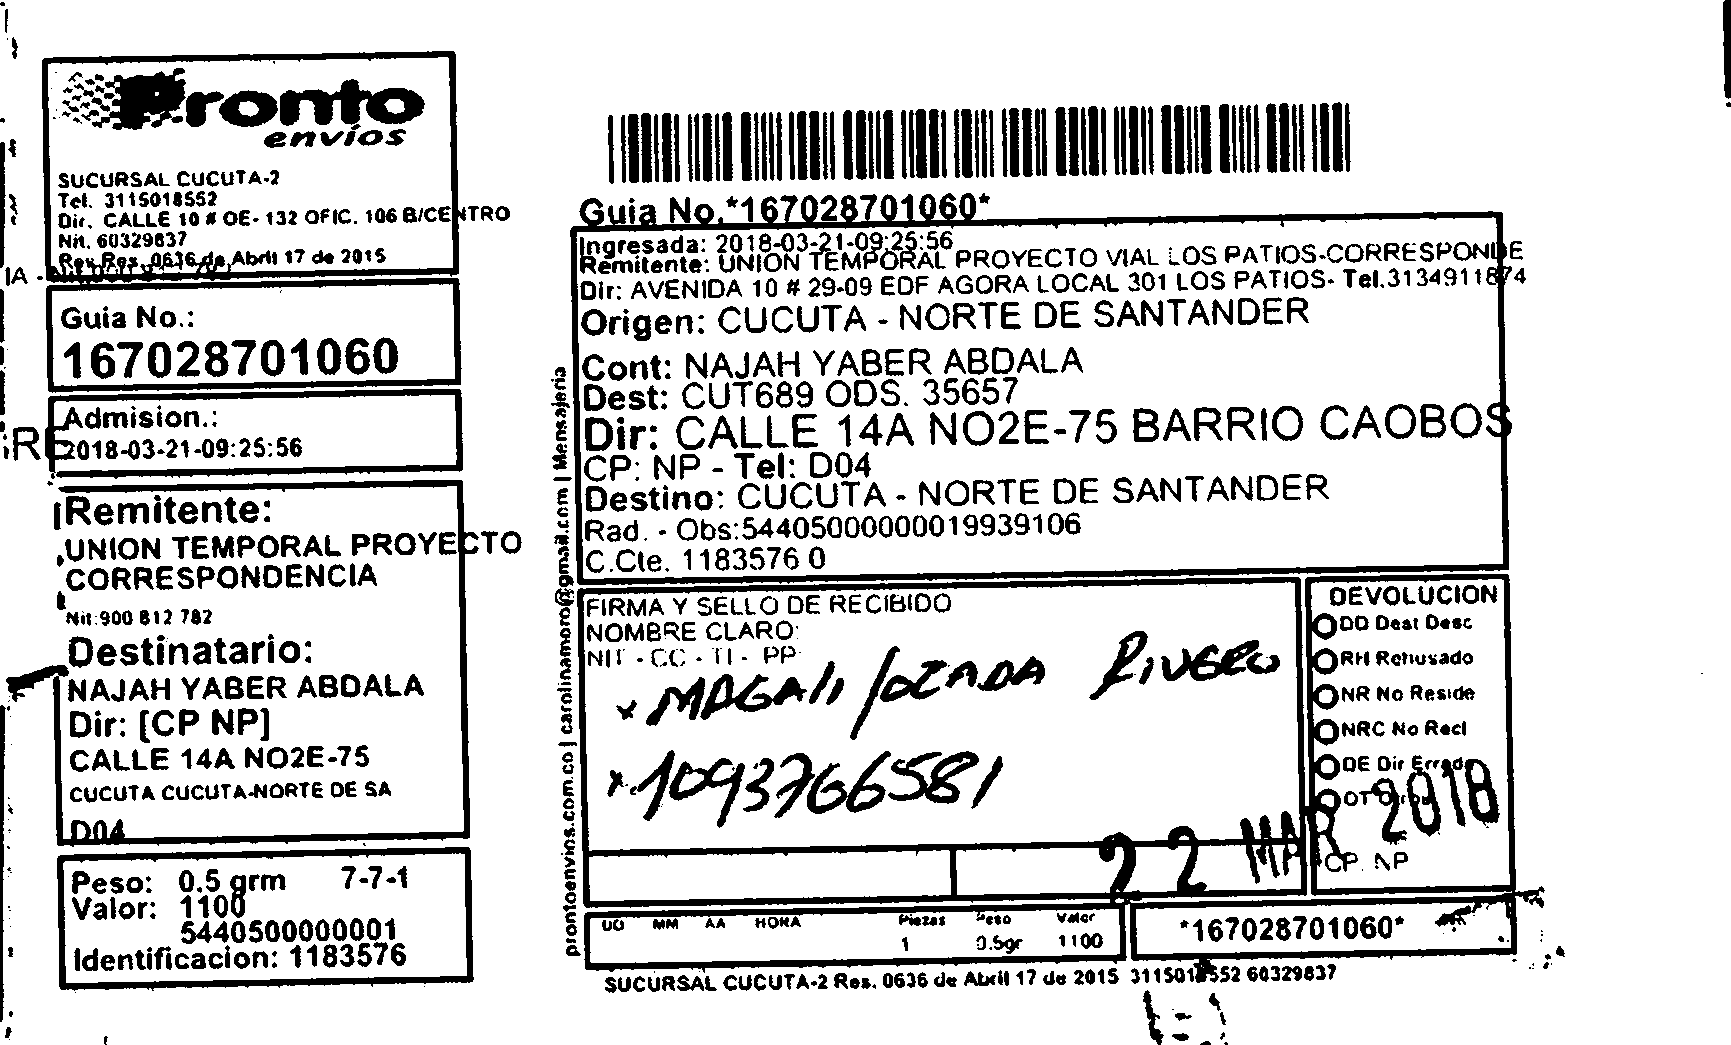 Pronto
envíos
SUCURSAL CUCUTA-2
Tel. 3115018552
Dir. CALLE 10 # OE- 132 OFIC. 106 B/CENTRO
Nit. 60329837
Res. 0636 de Abril 17 de 2015
Guia No.:
167028701060
Admision.:
2018-03-21-09:25:56
Remitente:
UNION TEMPORAL PROYECTO
CORRESPONDENCIA
Nit:900 812 782
Destinatario:
NAJAH YABER ABDALA
Dir: [CP NP]
CALLE 14A NO2E-75
CUCUTA CUCUTA-NORTE DE SA
D04
Peso: 0.5 grm 7-7-1
Valor: 1100
5440500000001
Identificacion: 1183576
prontoenvios.com.co | carolinamoro@gmail.com | Mensajeria
Guia No.*167028701060*
Ingresada: 2018-03-21-09:25:56
Remitente: UNION TEMPORAL PROYECTO VIAL LOS PATIOS-CORRESPONDE
Dir: AVENIDA 10 # 29-09 EDF AGORA LOCAL 301 LOS PATIOS- Tel.3134911874
Origen: CUCUTA - NORTE DE SANTANDER
Cont: NAJAH YABER ABDALA
Dest: CUT689 ODS. 35657
Dir: CALLE 14A NO2E-75 BARRIO CAOBOS
CP: NP - Tel: D04
Destino: CUCUTA - NORTE DE SANTANDER
Rad. - Obs:54405000000019939106
C.Cte. 1183576 0
FIRMA Y SELLO DE RECIBIDO
NOMBRE CLARO:
NIT - CC - TI - PP
x MAGALI LOZADA RIVERO
x 1093766581
22 MAR 2018
DEVOLUCION
DD Dest Desc
RH Rehusado
NR No Reside
NRC No Recl
DE Dir Errada
OT
CP. NP
MM AA HORA Piezas Peso Valor
1 0.5gr 1100
*167028701060*
SUCURSAL CUCUTA-2 Res. 0636 de Abril 17 de 2015 3115018552 60329837